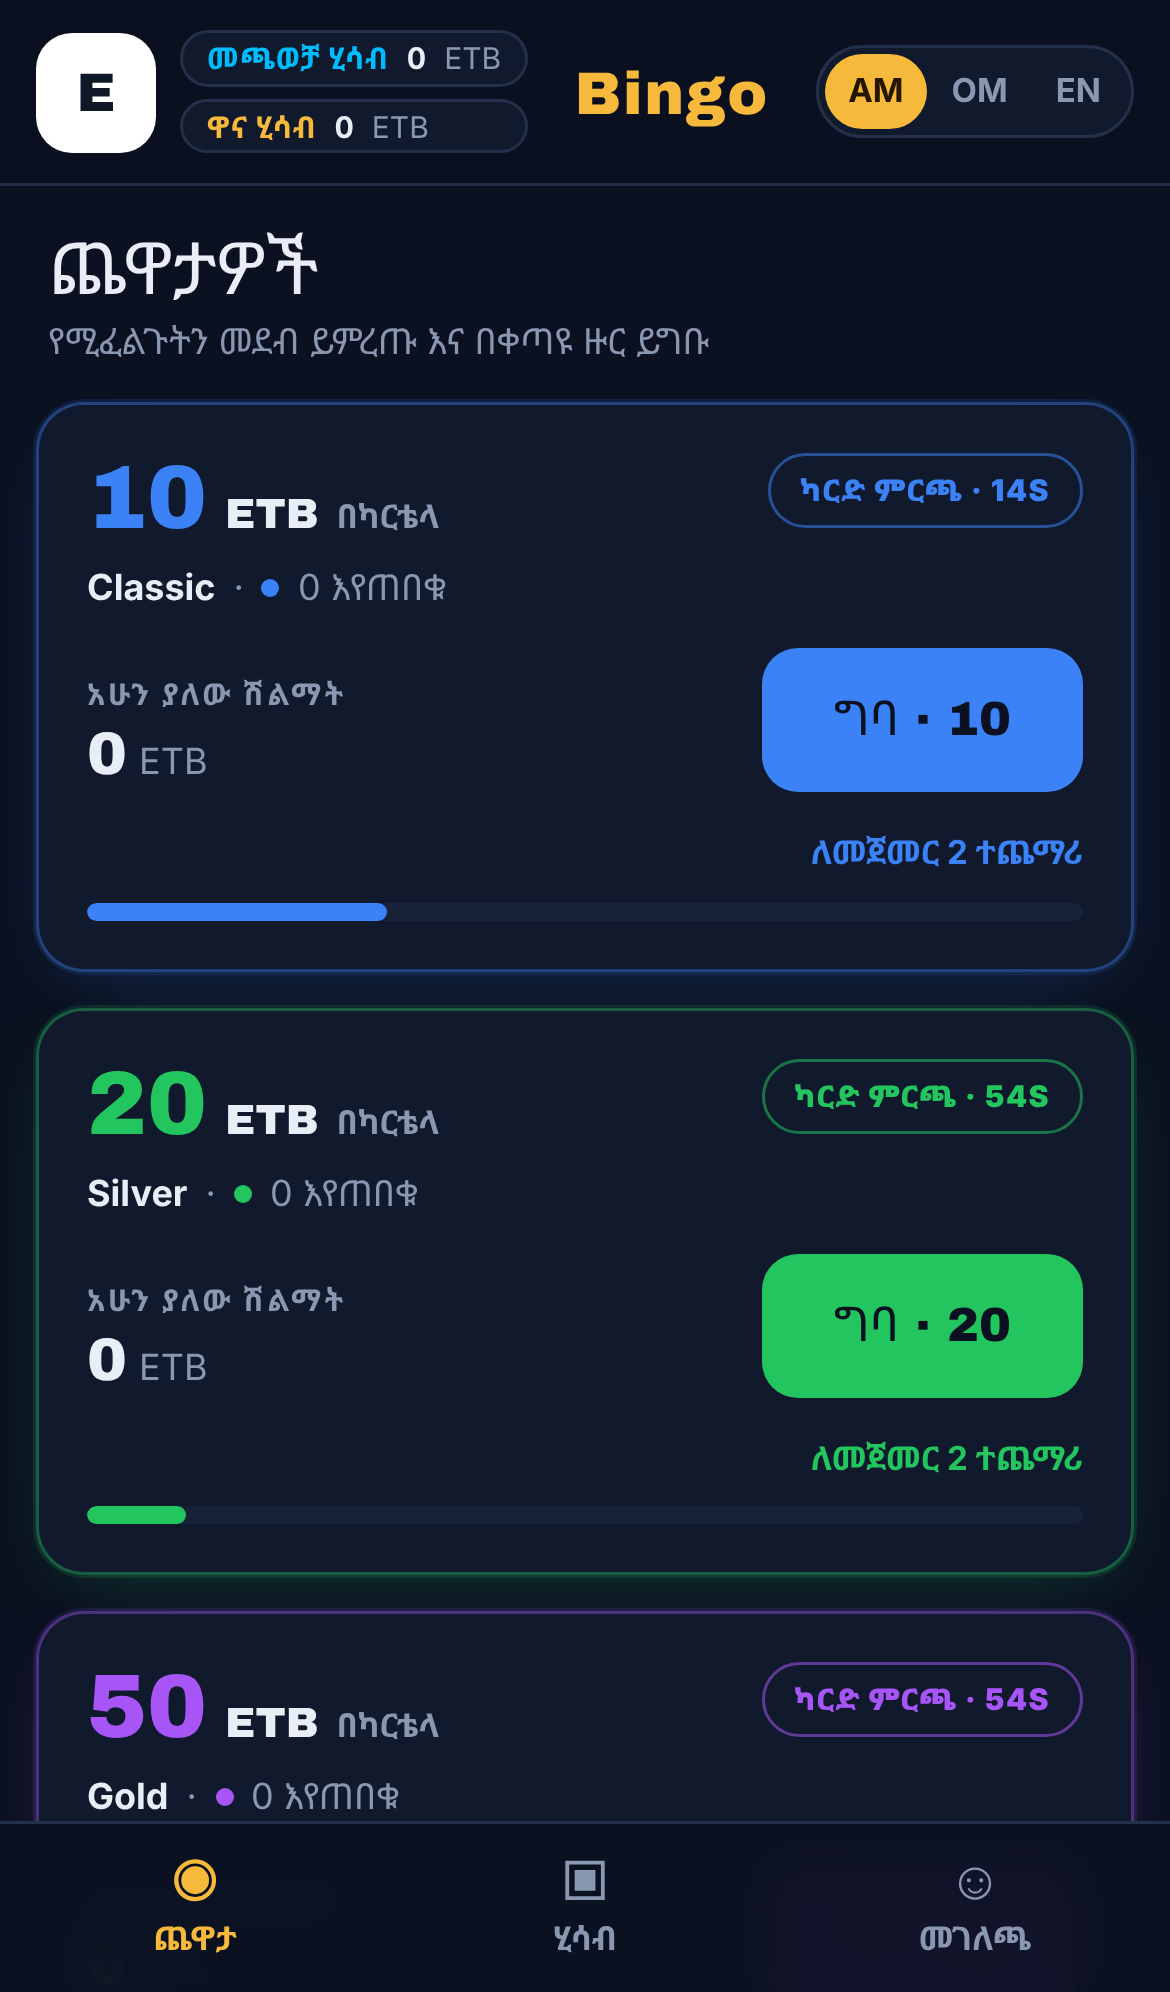 E
መጫወቻ ሂሳብ 0 ETB
ዋና ሂሳብ 0 ETB
Bingo
AM OM EN
ጨዋታዎች
የሚፈልጉትን መደብ ይምረጡ እና በቀጣዩ ዙር ይግቡ
10 ETB በካርቴላ
ካርድ ምርጫ · 14S
Classic · 0 እየጠበቁ
አሁን ያለው ሽልማት
0 ETB
ግባ · 10
ለመጀመር 2 ተጨማሪ
20 ETB በካርቴላ
ካርድ ምርጫ · 54S
Silver · 0 እየጠበቁ
አሁን ያለው ሽልማት
0 ETB
ግባ · 20
ለመጀመር 2 ተጨማሪ
50 ETB በካርቴላ
ካርድ ምርጫ · 54S
Gold · 0 እየጠበቁ
ጨዋታ ሂሳብ መገለጫ